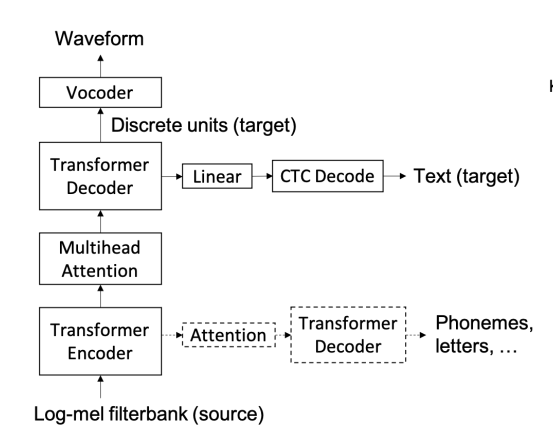 Waveform
Vocoder
Discrete units (target)
Transformer
Decoder
Linear
CTC Decode
Text (target)
Multihead
Attention
Transformer
Encoder
Attention
Transformer
Decoder
Phonemes,
letters, ...
Log-mel filterbank (source)